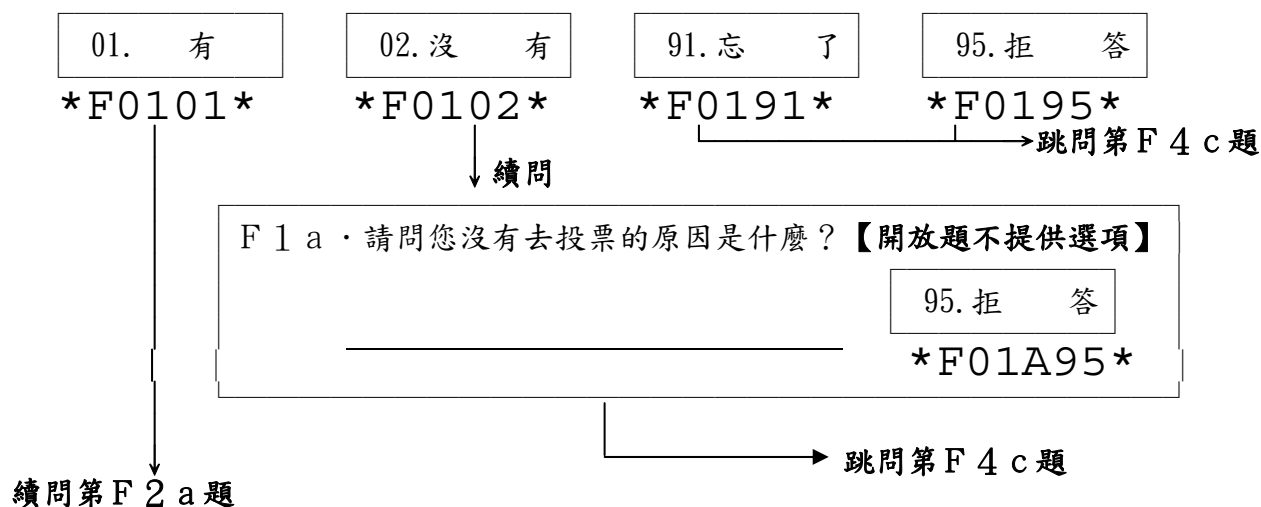 01. 有 02.沒 有 91.忘 了 95.拒 答
*F0101* *F0102* *F0191* *F0195*
跳問第F４c題
續問
F１a．請問您沒有去投票的原因是什麼？【開放題不提供選項】
95.拒 答
*F01A95*
跳問第F４c題
續問第F２a題